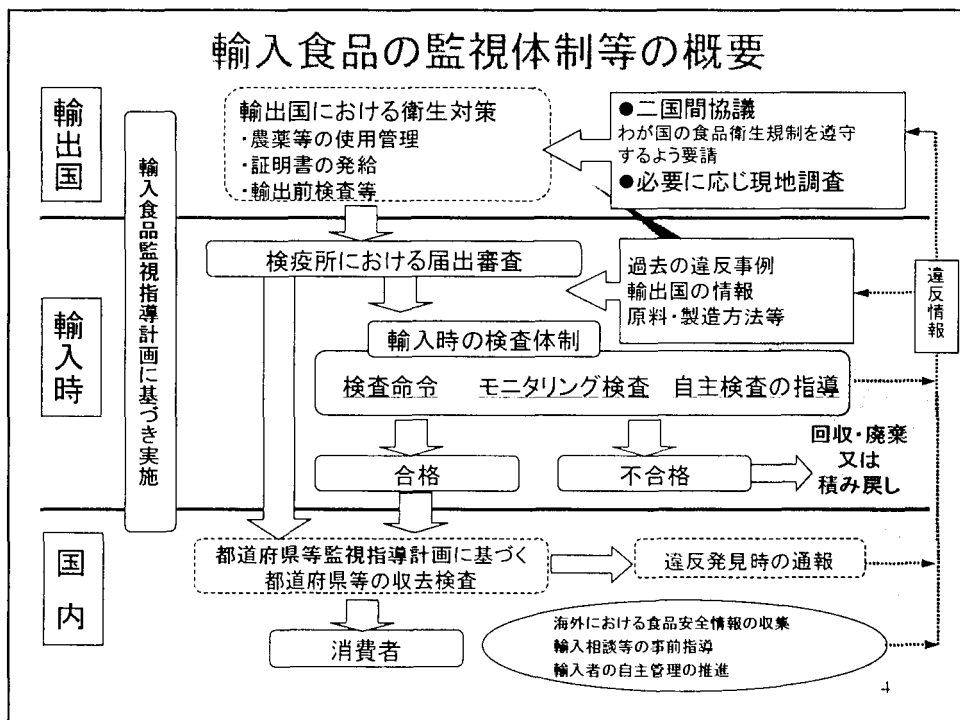 輸入食品の監視体制等の概要
輸出国
輸入食品監視指導計画に基づき実施
輸出国における衛生対策
・農薬等の使用管理
・証明書の発給
・輸出前検査等
●二国間協議
わが国の食品衛生規制を遵守
するよう要請
●必要に応じ現地調査
輸入時
検疫所における届出審査
過去の違反事例
輸出国の情報
原料・製造方法等
違反情報
輸入時の検査体制
検査命令 モニタリング検査 自主検査の指導
合格
不合格
回収・廃棄
又は
積み戻し
国内
都道府県等監視指導計画に基づく
都道府県等の収去検査
違反発見時の通報
消費者
海外における食品安全情報の収集
輸入相談等の事前指導
輸入者の自主管理の推進
4